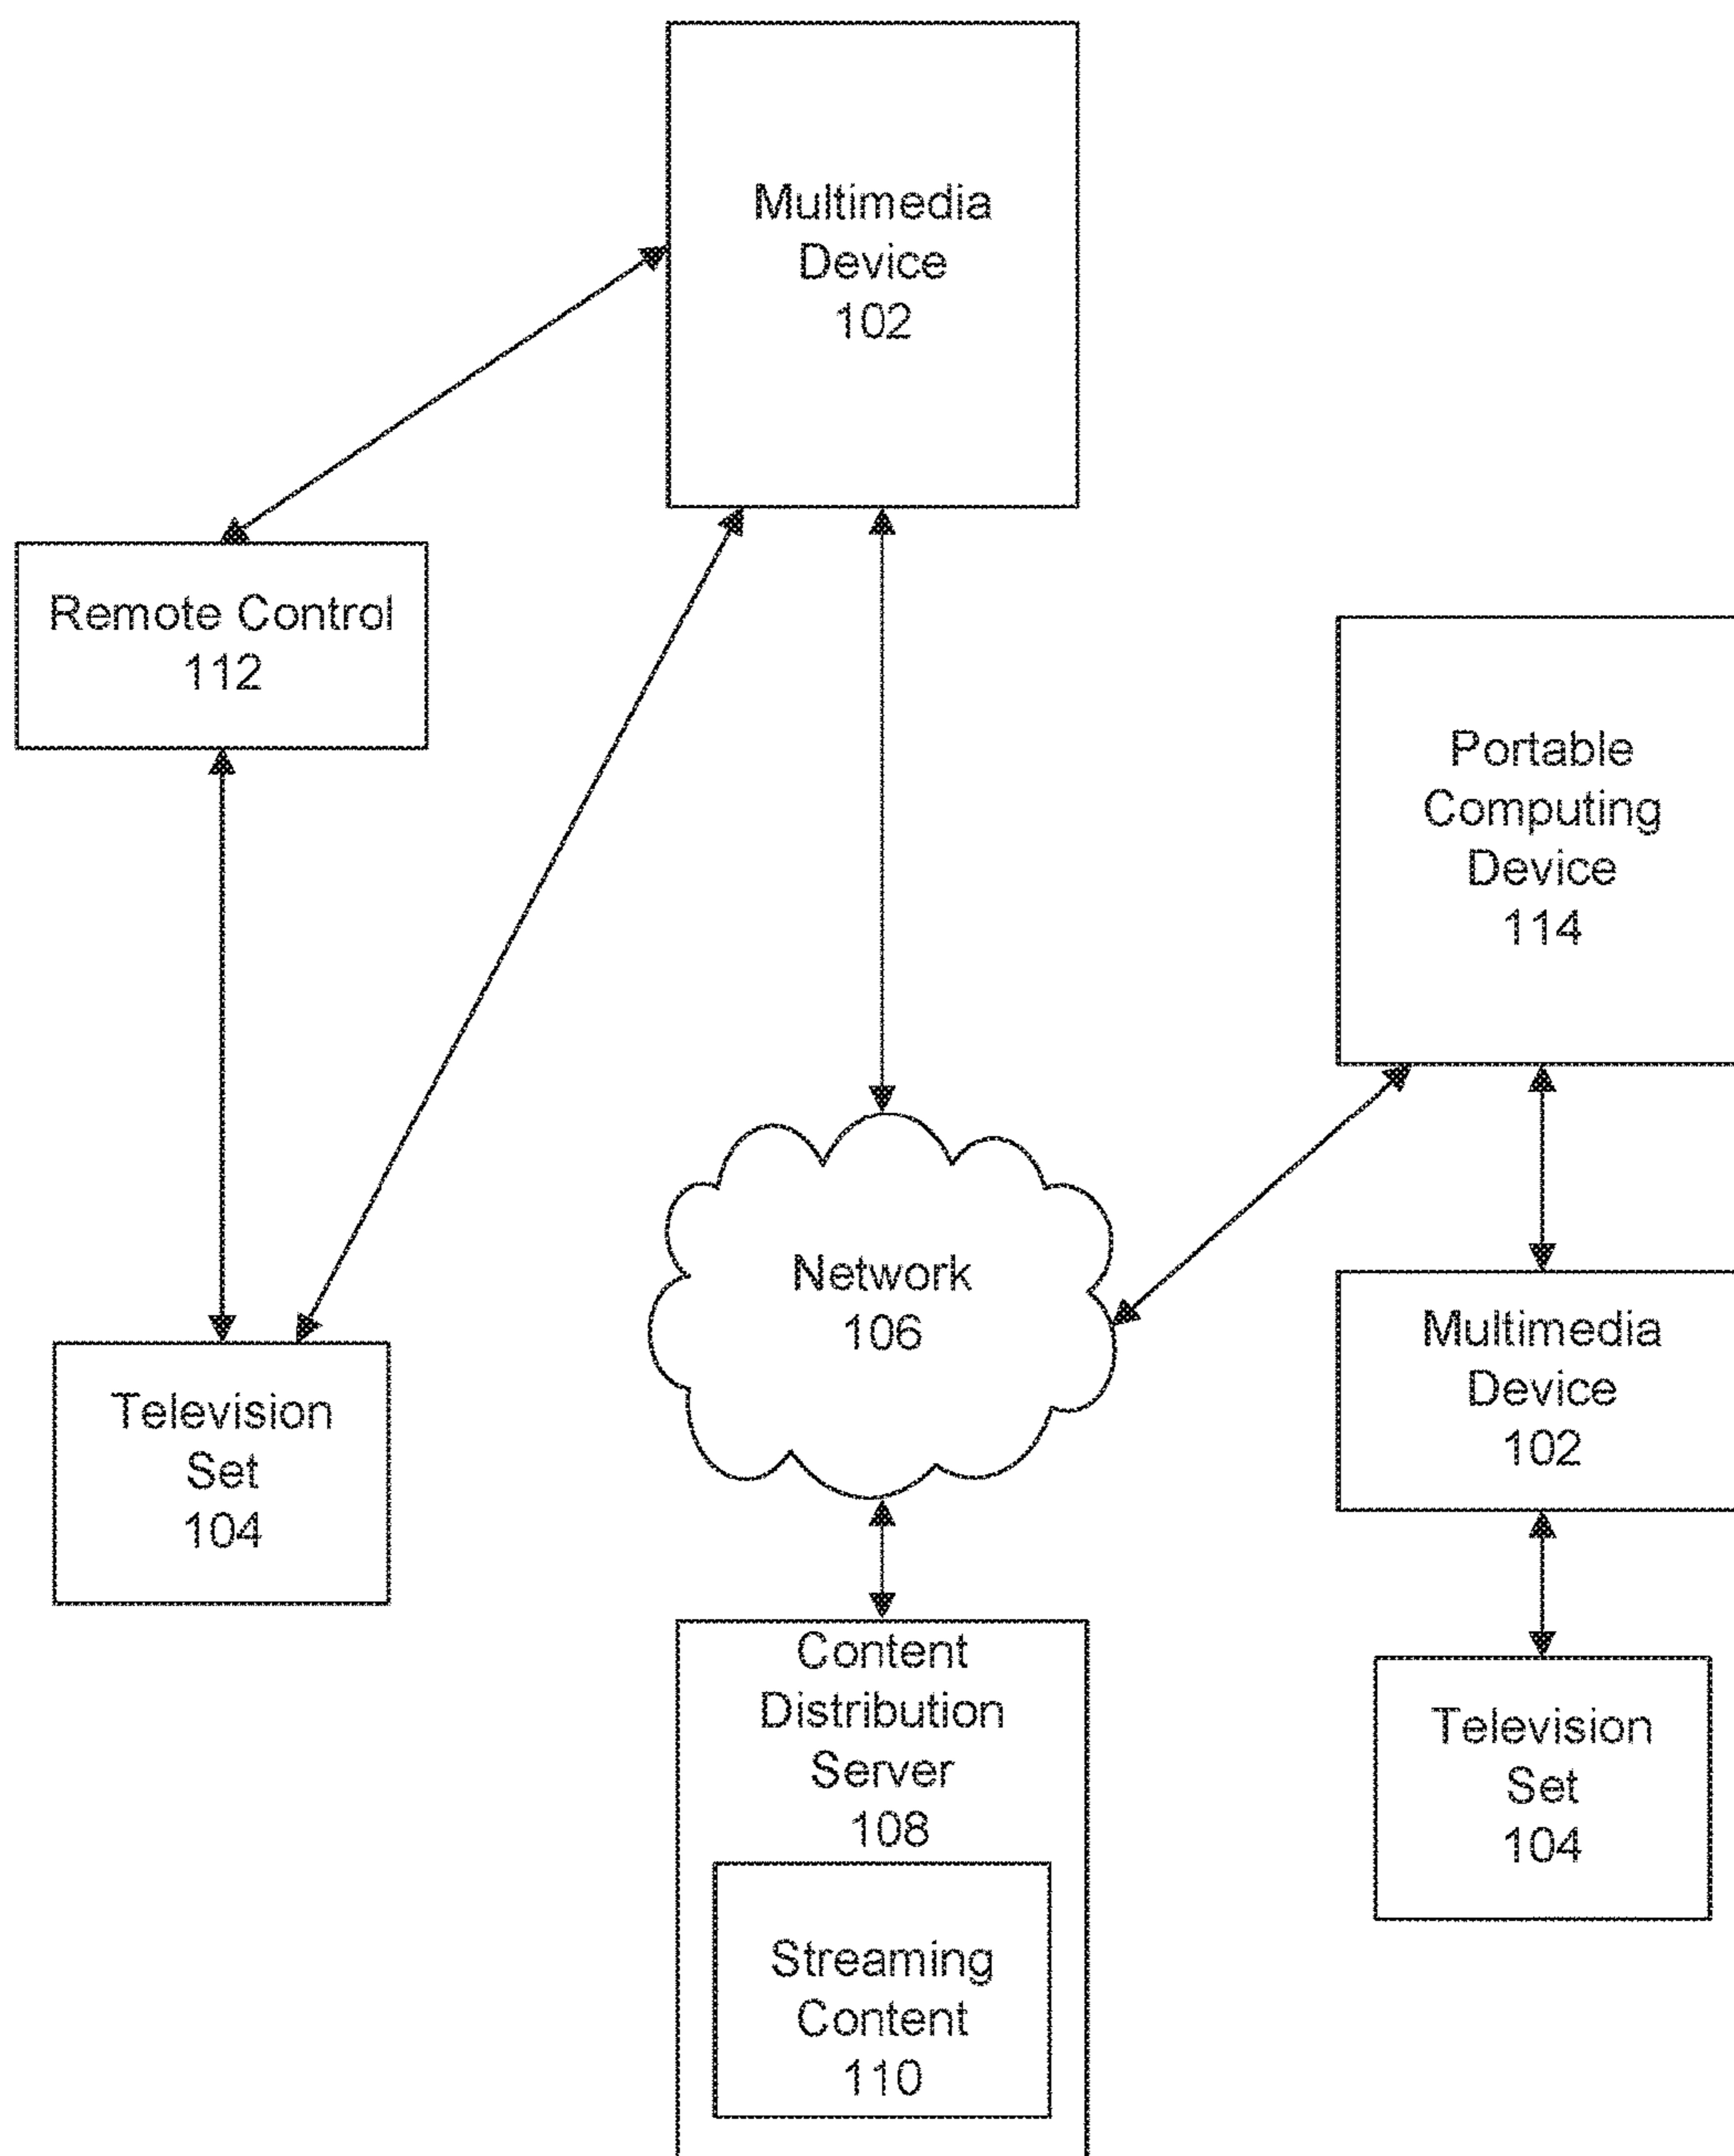 Multimedia
Device
102
Remote Control
112
Portable
Computing
Device
114
Network
106
Multimedia
Device
102
Television
Set
104
Content
Distribution
Server
108
Television
Set
104
Streaming
Content
110